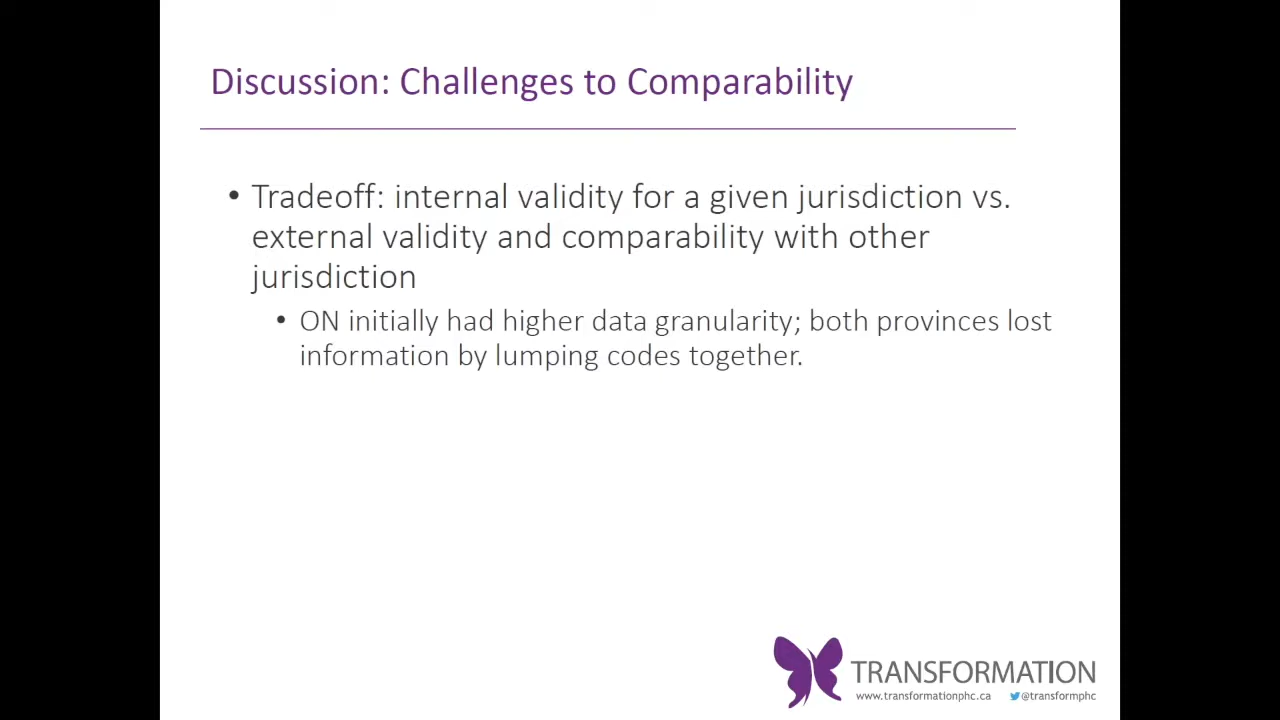 Discussion: Challenges to Comparability
• Tradeoff: internal validity for a given jurisdiction vs.
external validity and comparability with other
jurisdiction
• ON initially had higher data granularity; both provinces lost
information by lumping codes together.
TRANSFORMATION
www.transformationphc.ca @transformphc